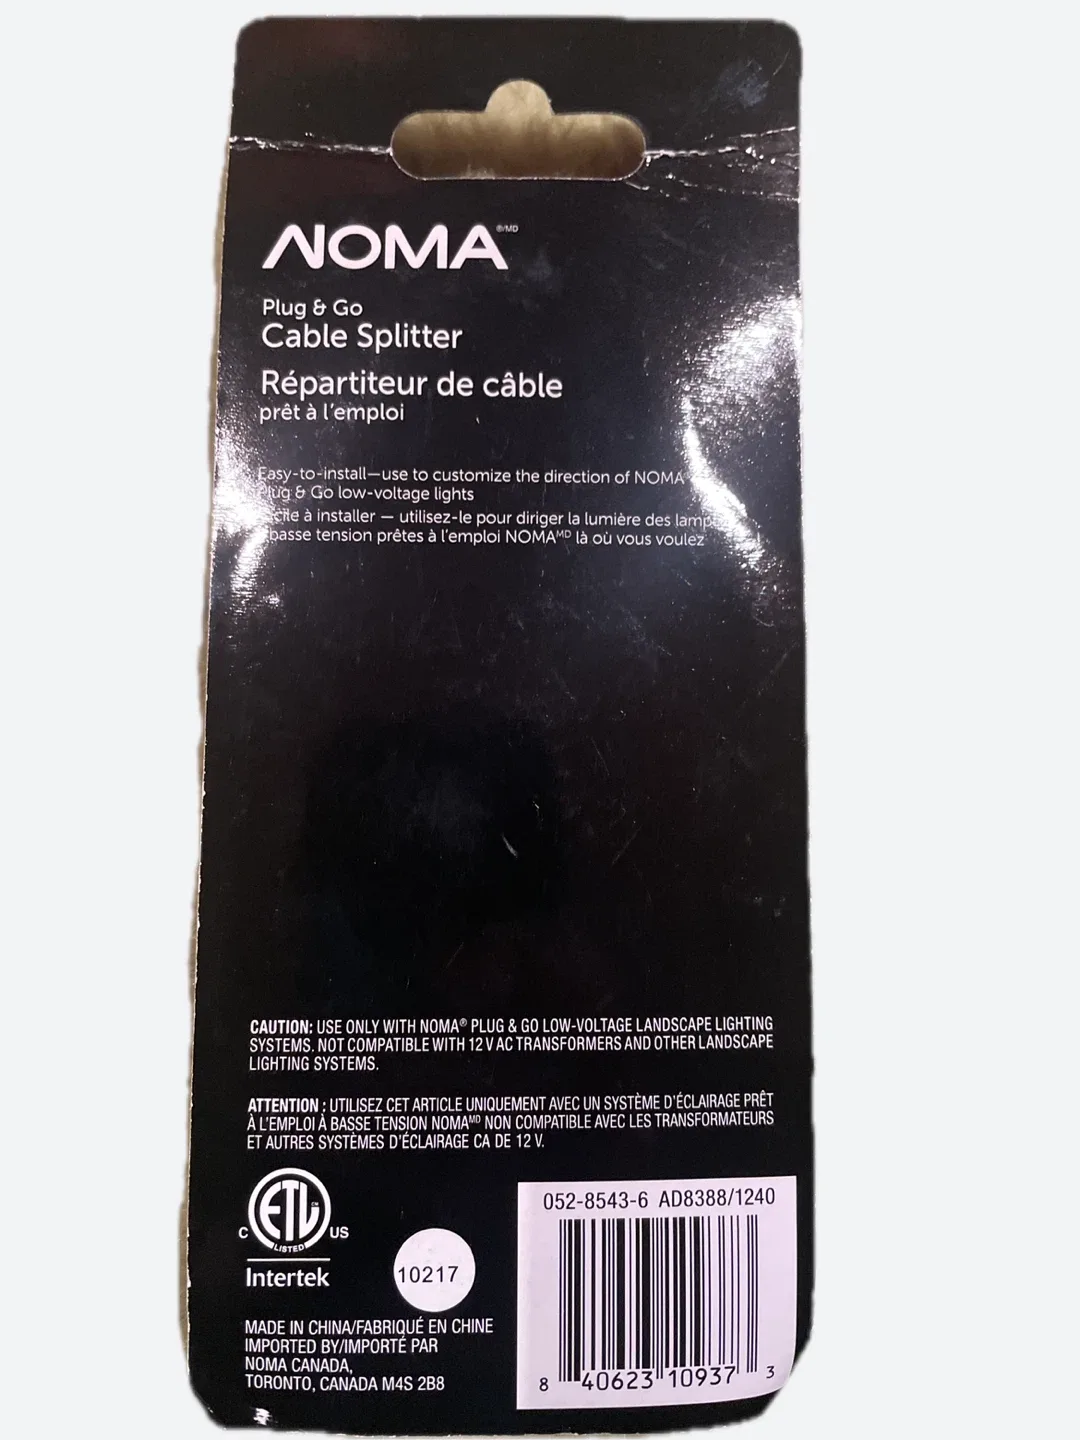 NOMA®/MD
Plug & Go
Cable Splitter
Répartiteur de câble
prêt à l'emploi
Easy-to-install—use to customize the direction of NOMA
Plug & Go low-voltage lights
à installer — utilisez-le pour diriger la lumière des
basse tension prêtes à l'emploi NOMAMD là où vous voulez
CAUTION: USE ONLY WITH NOMA® PLUG & GO LOW-VOLTAGE LANDSCAPE LIGHTING
SYSTEMS. NOT COMPATIBLE WITH 12 V AC TRANSFORMERS AND OTHER LANDSCAPE
LIGHTING SYSTEMS.
ATTENTION : UTILISEZ CET ARTICLE UNIQUEMENT AVEC UN SYSTÈME D'ÉCLAIRAGE PRÊT
À L'EMPLOI À BASSE TENSION NOMAMD NON COMPATIBLE AVEC LES TRANSFORMATEURS
ET AUTRES SYSTÈMES D'ÉCLAIRAGE CA DE 12 V.
ETL CM
C LISTED US
Intertek
10217
MADE IN CHINA/FABRIQUÉ EN CHINE
IMPORTED BY/IMPORTÉ PAR
NOMA CANADA,
TORONTO, CANADA M4S 2B8
052-8543-6 AD8388/1240
8 40623 10937 3